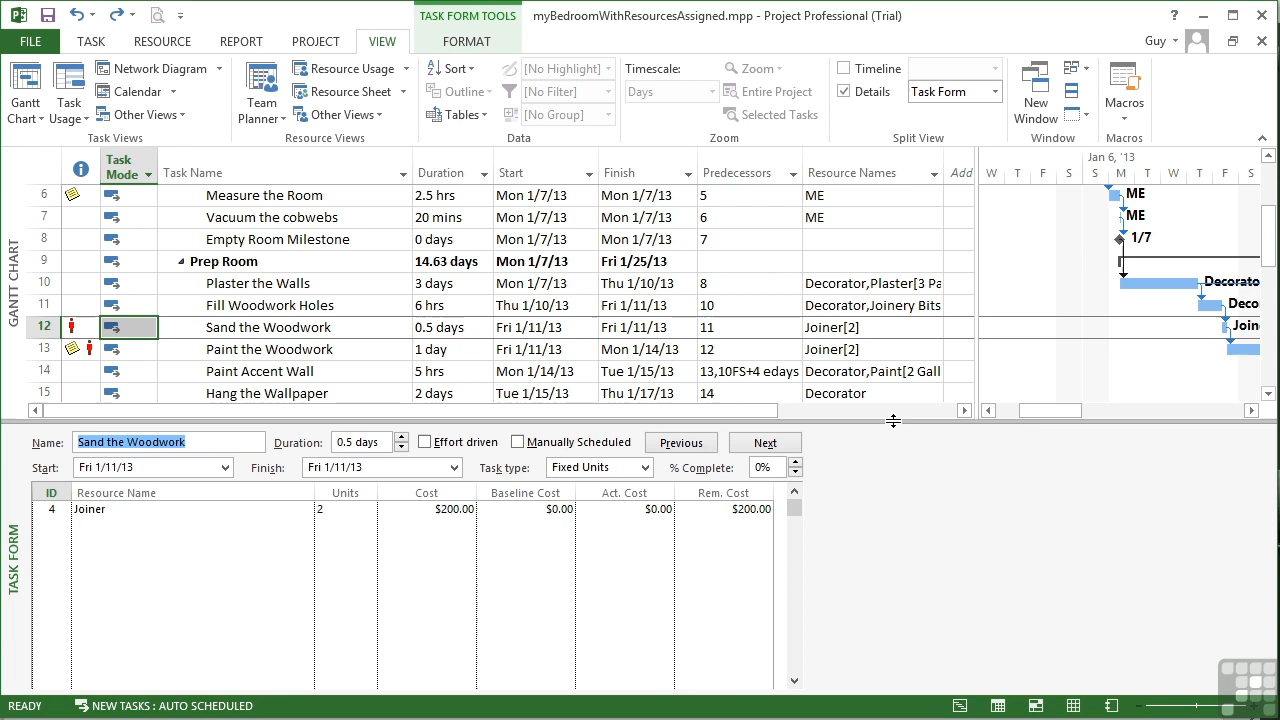 TASK FORM TOOLS
myBedroomWithResourcesAssigned.mpp - Project Professional (Trial)
?
FILE TASK RESOURCE REPORT PROJECT VIEW FORMAT Guy
Gantt Chart
Task Usage
Network Diagram
Calendar
Other Views
Task Views
Team Planner
Resource Usage
Resource Sheet
Other Views
Resource Views
Sort
Outline
Tables
[No Highlight]
[No Filter]
[No Group]
Data
Timescale:
Days
Zoom
Entire Project
Selected Tasks
Zoom
Timeline
Details Task Form
Split View
New Window
Window
Macros
Macros
GANTT CHART
Task Mode Task Name Duration Start Finish Predecessors Resource Names Add
Jan 6, '13
W T F S S M T W T F S
6 Measure the Room 2.5 hrs Mon 1/7/13 Mon 1/7/13 5 ME ME
7 Vacuum the cobwebs 20 mins Mon 1/7/13 Mon 1/7/13 6 ME ME
8 Empty Room Milestone 0 days Mon 1/7/13 Mon 1/7/13 7 1/7
9 Prep Room 14.63 days Mon 1/7/13 Fri 1/25/13
10 Plaster the Walls 3 days Mon 1/7/13 Thu 1/10/13 8 Decorator,Plaster[3 Pa Decorato
11 Fill Woodwork Holes 6 hrs Thu 1/10/13 Fri 1/11/13 10 Decorator,Joinery Bits Deco
12 Sand the Woodwork 0.5 days Fri 1/11/13 Fri 1/11/13 11 Joiner[2] Join
13 Paint the Woodwork 1 day Fri 1/11/13 Mon 1/14/13 12 Joiner[2]
14 Paint Accent Wall 5 hrs Mon 1/14/13 Tue 1/15/13 13,10FS+4 edays Decorator,Paint[2 Gall
15 Hang the Wallpaper 2 days Tue 1/15/13 Thu 1/17/13 14 Decorator
TASK FORM
Name: Sand the Woodwork Duration: 0.5 days Effort driven Manually Scheduled Previous Next
Start: Fri 1/11/13 Finish: Fri 1/11/13 Task type: Fixed Units % Complete: 0%
ID Resource Name Units Cost Baseline Cost Act. Cost Rem. Cost
4 Joiner 2 $200.00 $0.00 $0.00 $200.00
READY NEW TASKS : AUTO SCHEDULED